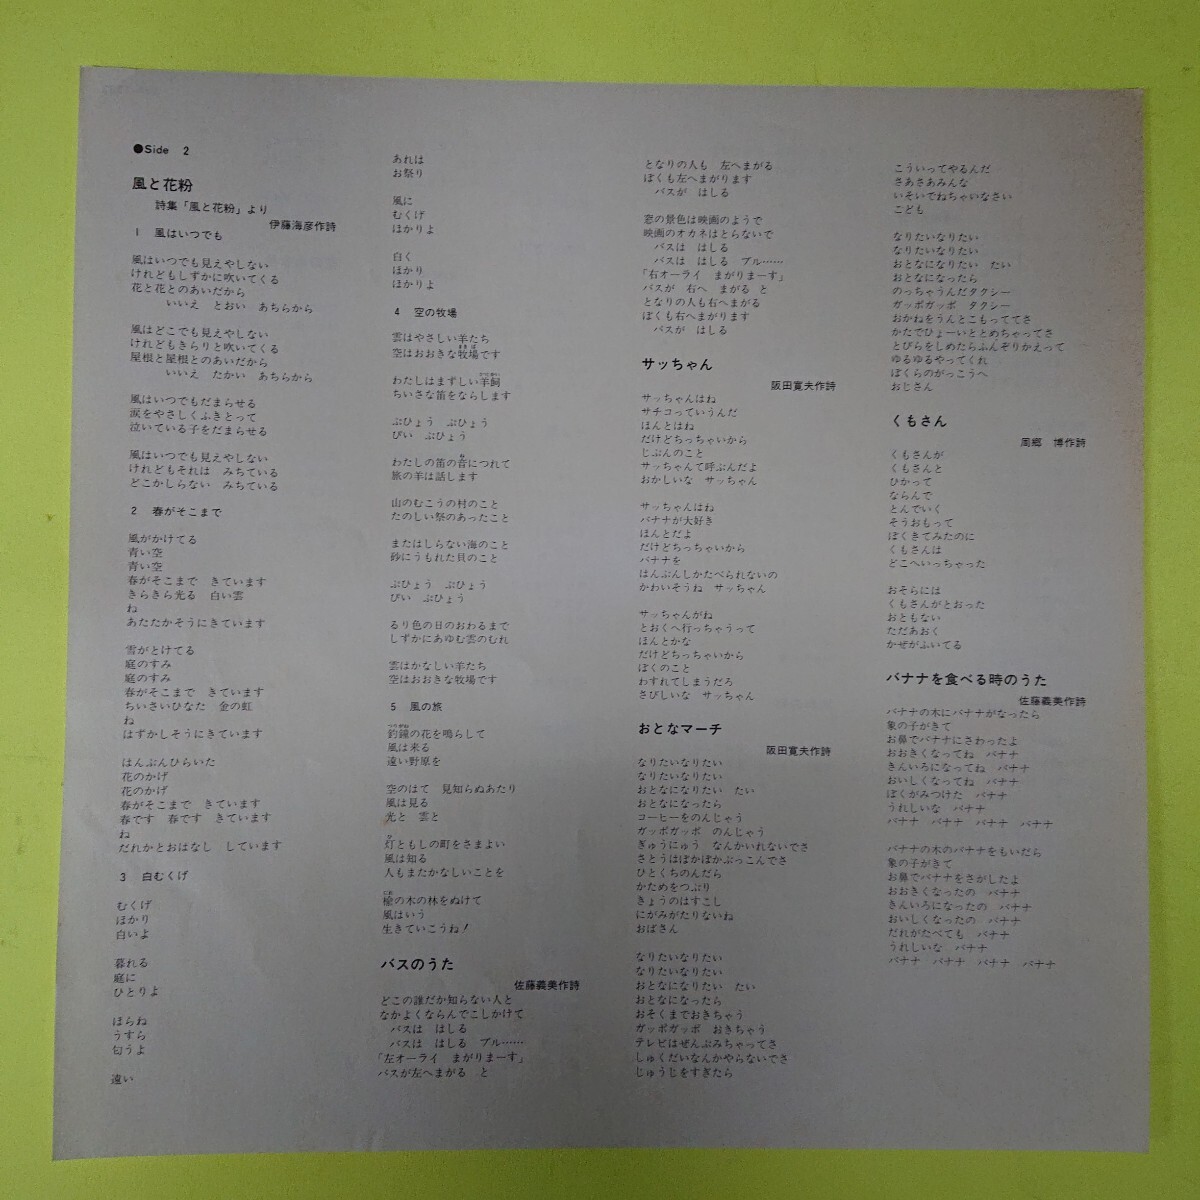 ●Side 2
風と花粉
詩集「風と花粉」より
伊藤海彦作詩
1 風はいつでも
風はいつでも見えやしない
けれどもしずかに吹いてくる
花と花とのあいだから
いいえ とおい あちらから
風はどこでも見えやしない
けれどもきらりと吹いてくる
屋根と屋根とのあいだから
いいえ たかい あちらから
風はいつでもだまらせる
涙をやさしくふきとって
泣いている子をだまらせる
風はいつでも見えやしない
けれどもそれは みちている
どこかしらない みちている
2 春がそこまで
風がかけてる
青い空
青い空
春がそこまで きています
きらきら光る 白い雲
ね
あたたかそうにきています
雪がとけてる
庭のすみ
庭のすみ
春がそこまで きています
ちいさいひなた 金の虹
ね
はずかしそうにきています
はんぶんひらいた
花のかげ
花のかげ
春がそこまで きています
春です 春です きています
ね
だれかとおはなし しています
3 白むくげ
むくげ
ほかり
白いよ
暮れる
庭に
ひとりよ
ほらね
うすら
匂うよ
遠い
あれは
お祭り
風に
むくげ
ほかりよ
白く
ほかり
ほかりよ
4 空の牧場
雲はやさしい羊たち
空はおおきな牧場です
わたしはまずしい羊飼
ちいさな笛をならします
ぷひょう ぷひょう
ぴい ぷひょう
わたしの笛の音につれて
旅の羊は話します
山のむこうの村のこと
たのしい祭のあったこと
またはしらない海のこと
砂にうもれた貝のこと
ぷひょう ぷひょう
ぴい ぷひょう
るり色の日のおわるまで
しずかにあゆむ雲のむれ
雲はかなしい羊たち
空はおおきな牧場です
5 風の旅
釣鐘の花を鳴らして
風は来る
遠い野原を
空のはて 見知らぬあたり
風は見る
光と 雲と
灯ともしの町をさまよい
風は知る
人もまたかなしいことを
楡の木の林をぬけて
風はいう
生きていこうね!
バスのうた
佐藤義美作詩
どこの誰だか知らない人と
なかよくならんでこしかけて
バスは はしる
バスは はしる ブル……
「左オーライ まがりまーす」
バスが左へまがる と
となりの人も 左へまがる
ぼくも左へまがります
バスが はしる
窓の景色は映画のようで
映画のオカネはとらないで
バスは はしる
バスは はしる ブル……
「右オーライ まがりまーす」
バスが 右へ まがる と
となりの人も右へまがる
ぼくも右へまがります
バスが はしる
サッちゃん
阪田寛夫作詩
サッちゃんはね
サチコっていうんだ
ほんとはね
だけどちっちゃいから
じぶんのこと
サッちゃんて呼ぶんだよ
おかしいな サッちゃん
サッちゃんはね
バナナが大好き
ほんとだよ
だけどちっちゃいから
バナナを
はんぶんしかたべられないの
かわいそうね サッちゃん
サッちゃんがね
とおくへ行っちゃうって
ほんとかな
だけどちっちゃいから
ぼくのこと
わすれてしまうだろ
さびしいな サッちゃん
おとなマーチ
阪田寛夫作詩
なりたいなりたい
なりたいなりたい
おとなになりたい たい
おとなになったら
コーヒーをのんじゃう
ガッポガッポ のんじゃう
ぎゅうにゅう なんかいれないでさ
さとうはぽかぽかぶっこんでさ
ひとくちのんだら
かためをつぶり
きょうのはすこし
にがみがたりないね
おばさん
なりたいなりたい
なりたいなりたい
おとなになりたい たい
おとなになったら
おそくまでおきちゃう
ガッポガッポ おきちゃう
テレビはぜんぶみちゃってさ
しゅくだいなんかやらないでさ
じゅうじをすぎたら
こういってやるんだ
さあさあみんな
いそいでねちゃいなさい
こども
なりたいなりたい
なりたいなりたい
おとなになりたい たい
おとなになったら
のっちゃうんだタクシー
ガッポガッポ タクシー
おかねをうんとこもっててさ
かたでひょーいととめちゃってさ
とびらをしめたらふんぞりかえって
ゆるゆるやってくれ
ぼくらのがっこうへ
おじさん
くもさん
周郷 博作詩
くもさんが
くもさんと
ひかって
ならんで
とんでいく
そうおもって
ぼくきてみたのに
くもさんは
どこへいっちゃった
おそらには
くもさんがとおった
おともない
ただあおく
かぜがふいてる
バナナを食べる時のうた
佐藤義美作詩
バナナの木にバナナがなったら
象の子がきて
お鼻でバナナにさわったよ
おおきくなってね バナナ
きんいろになってね バナナ
おいしくなってね バナナ
ぼくがみつけた バナナ
うれしいな バナナ
バナナ バナナ バナナ バナナ
バナナの木のバナナをもいだら
象の子がきて
お鼻でバナナをさがしたよ
おおきくなったの バナナ
きんいろになったの バナナ
おいしくなったの バナナ
だれがたべても バナナ
うれしいな バナナ
バナナ バナナ バナナ バナナ